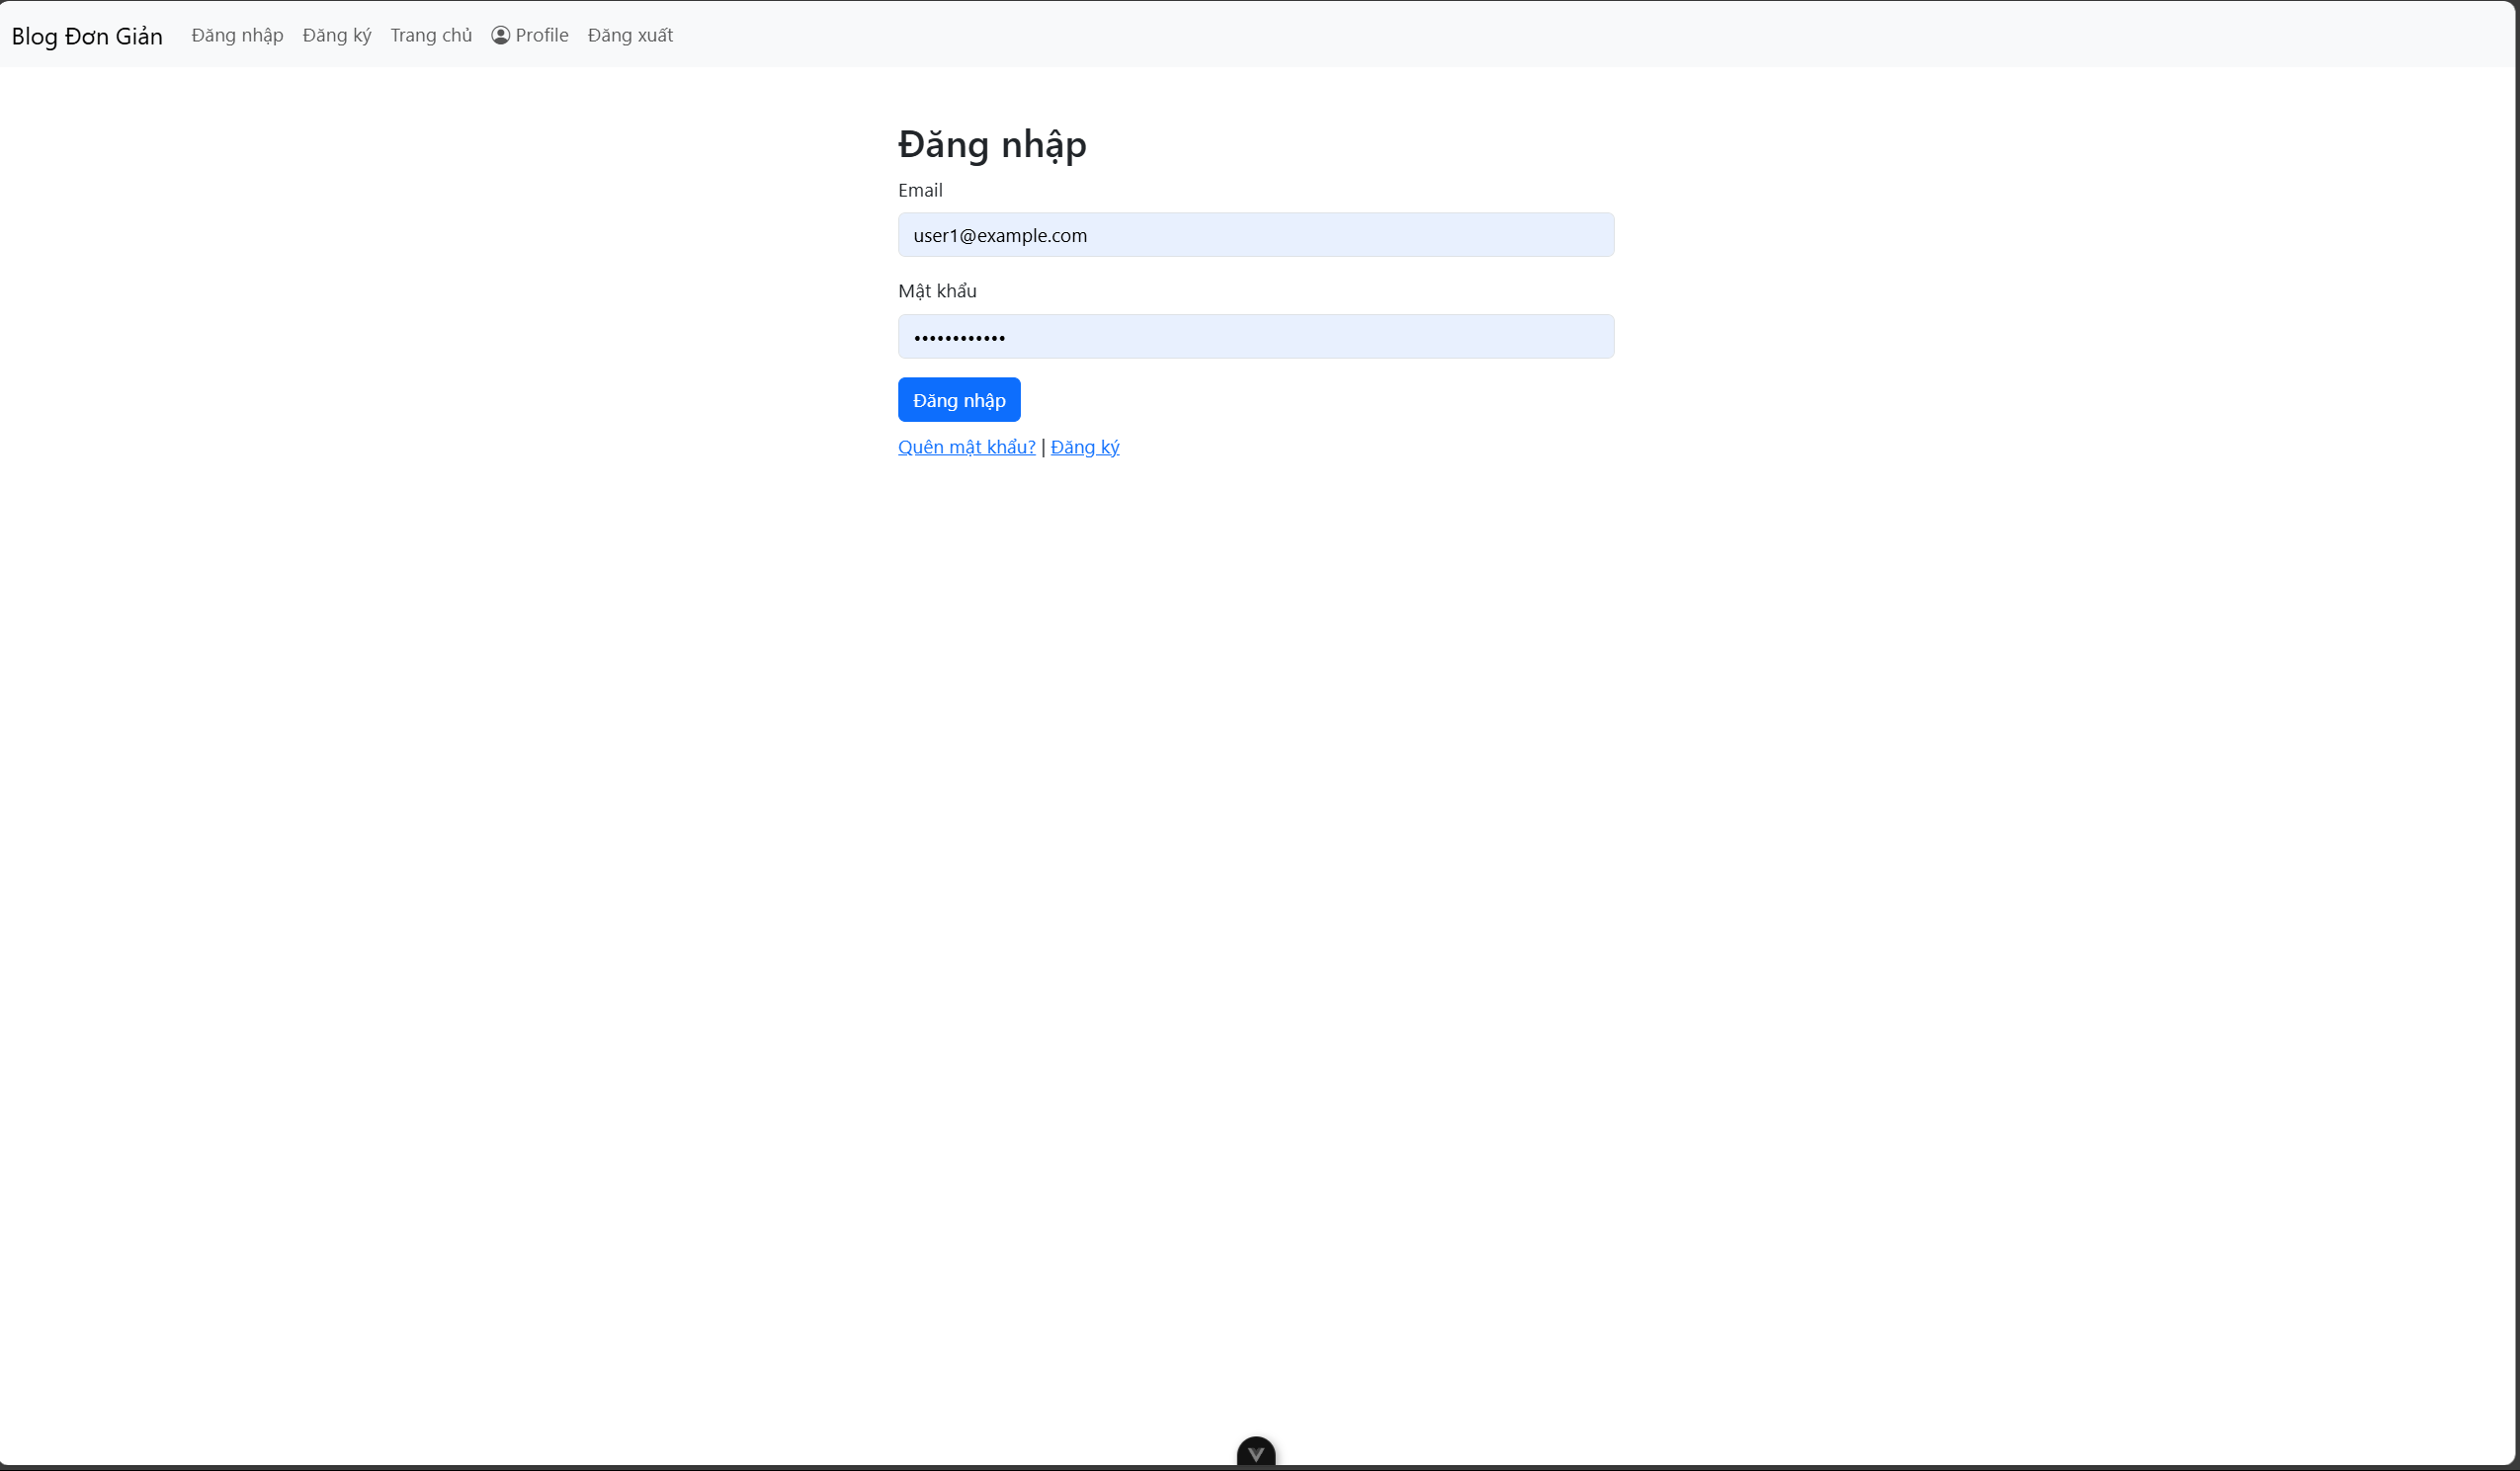 Blog Đơn Giản Đăng nhập Đăng ký Trang chủ Profile Đăng xuất
Đăng nhập
Email
user1@example.com
Mật khẩu
••••••••••••
Đăng nhập
Quên mật khẩu? | Đăng ký